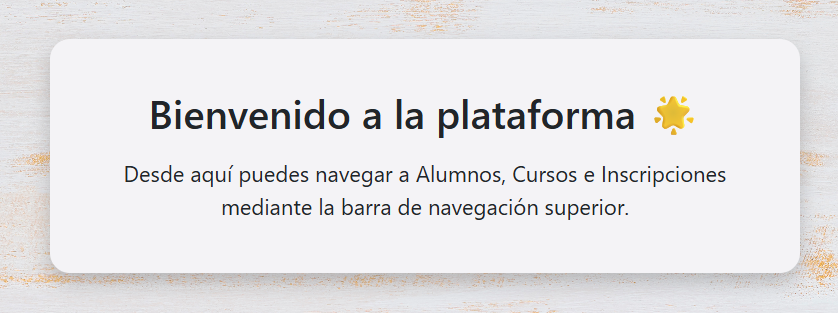 Bienvenido a la plataforma 🌟
Desde aquí puedes navegar a Alumnos, Cursos e Inscripciones
mediante la barra de navegación superior.